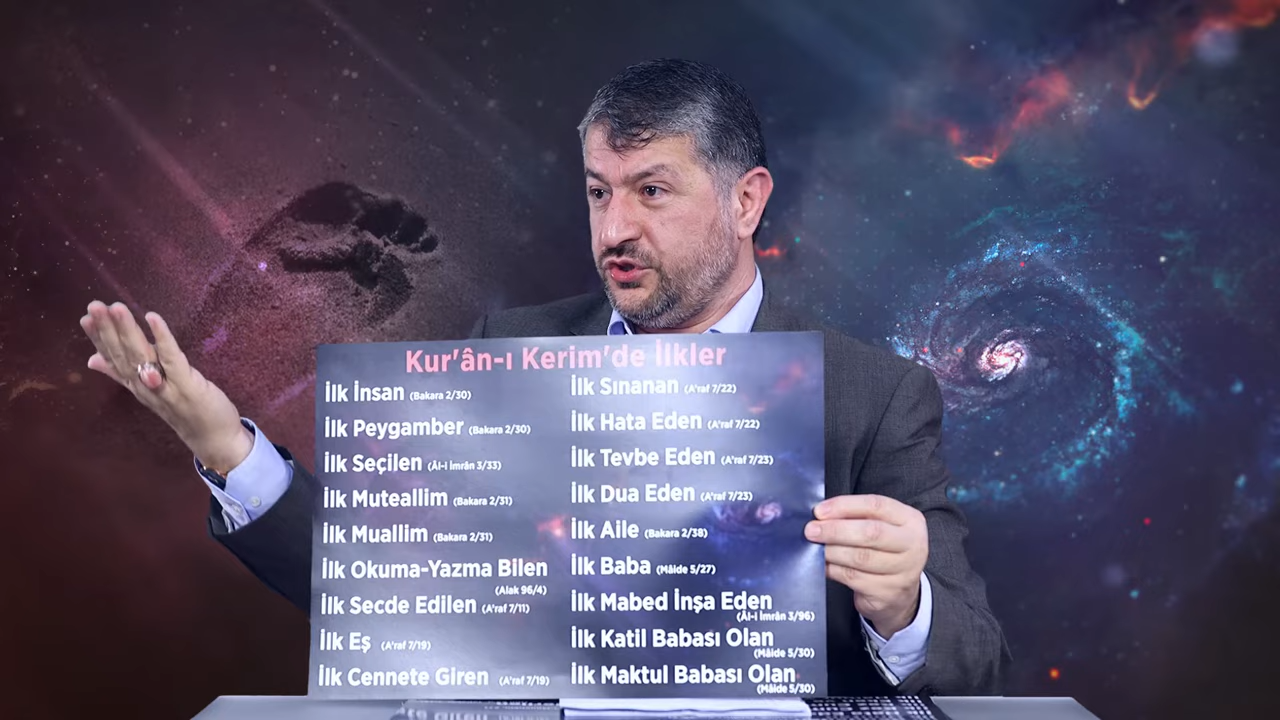 Kur'ân-ı Kerim'de İlkler
İlk İnsan (Bakara 2/30)
İlk Peygamber (Bakara 2/30)
İlk Seçilen (Âl-i İmrân 3/33)
İlk Muteallim (Bakara 2/31)
İlk Muallim (Bakara 2/31)
İlk Okuma-Yazma Bilen
(Alak 96/4)
İlk Secde Edilen (A'raf 7/11)
İlk Eş (A'raf 7/19)
İlk Cennete Giren (A'raf 7/19)
İlk Sınanan (A'raf 7/22)
İlk Hata Eden (A'raf 7/22)
İlk Tevbe Eden (A'raf 7/23)
İlk Dua Eden (A'raf 7/23)
İlk Aile (Bakara 2/38)
İlk Baba (Mâide 5/27)
İlk Mabed İnşa Eden
(Âl-i İmrân 3/96)
İlk Katil Babası Olan
(Mâide 5/30)
İlk Maktul Babası Olan
(Mâide 5/30)